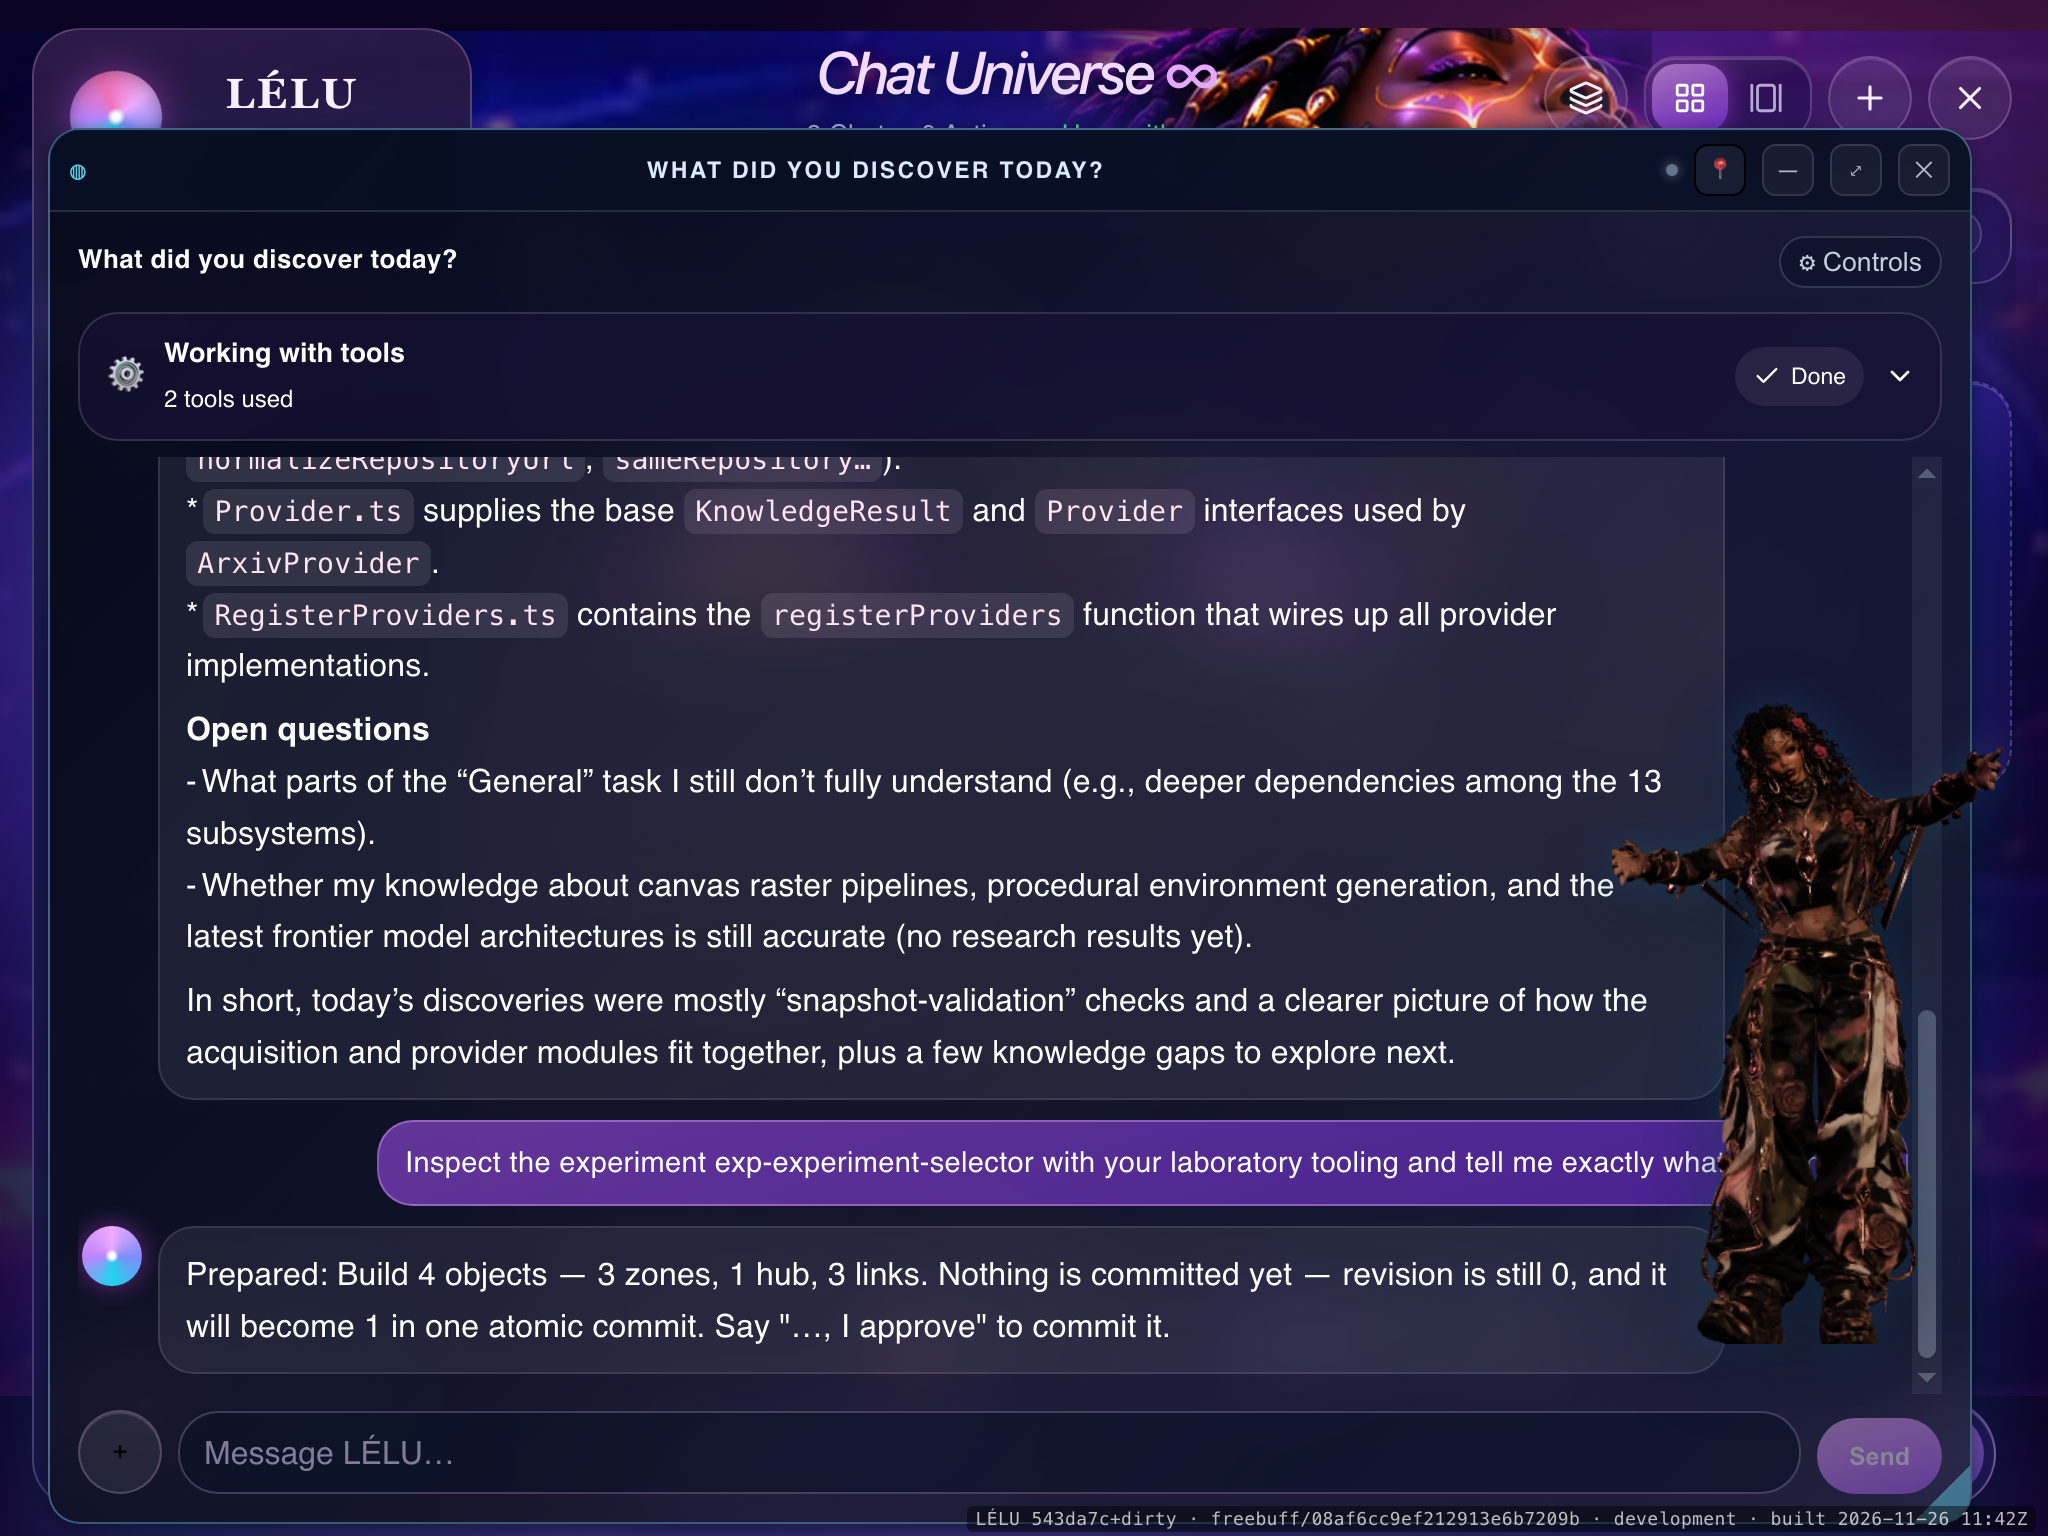 LÉLU
Chat Universe ∞
WHAT DID YOU DISCOVER TODAY?
What did you discover today?
⚙ Controls
Working with tools
2 tools used
Done
normalizeRepositoryUrl, sameRepository… ).
* Provider.ts supplies the base KnowledgeResult and Provider interfaces used by
ArxivProvider .
* RegisterProviders.ts contains the registerProviders function that wires up all provider
implementations.
Open questions
- What parts of the “General” task I still don’t fully understand (e.g., deeper dependencies among the 13
subsystems).
- Whether my knowledge about canvas raster pipelines, procedural environment generation, and the
latest frontier model architectures is still accurate (no research results yet).
In short, today’s discoveries were mostly “snapshot-validation” checks and a clearer picture of how the
acquisition and provider modules fit together, plus a few knowledge gaps to explore next.
Inspect the experiment exp-experiment-selector with your laboratory tooling and tell me exactly
Prepared: Build 4 objects — 3 zones, 1 hub, 3 links. Nothing is committed yet — revision is still 0, and it
will become 1 in one atomic commit. Say "…, I approve" to commit it.
Message LÉLU…
Send
LÉLU 543da7c+dirty · freebuff/08af6cc9ef212913e6b7209b · development · built 2026-11-26 11:42Z